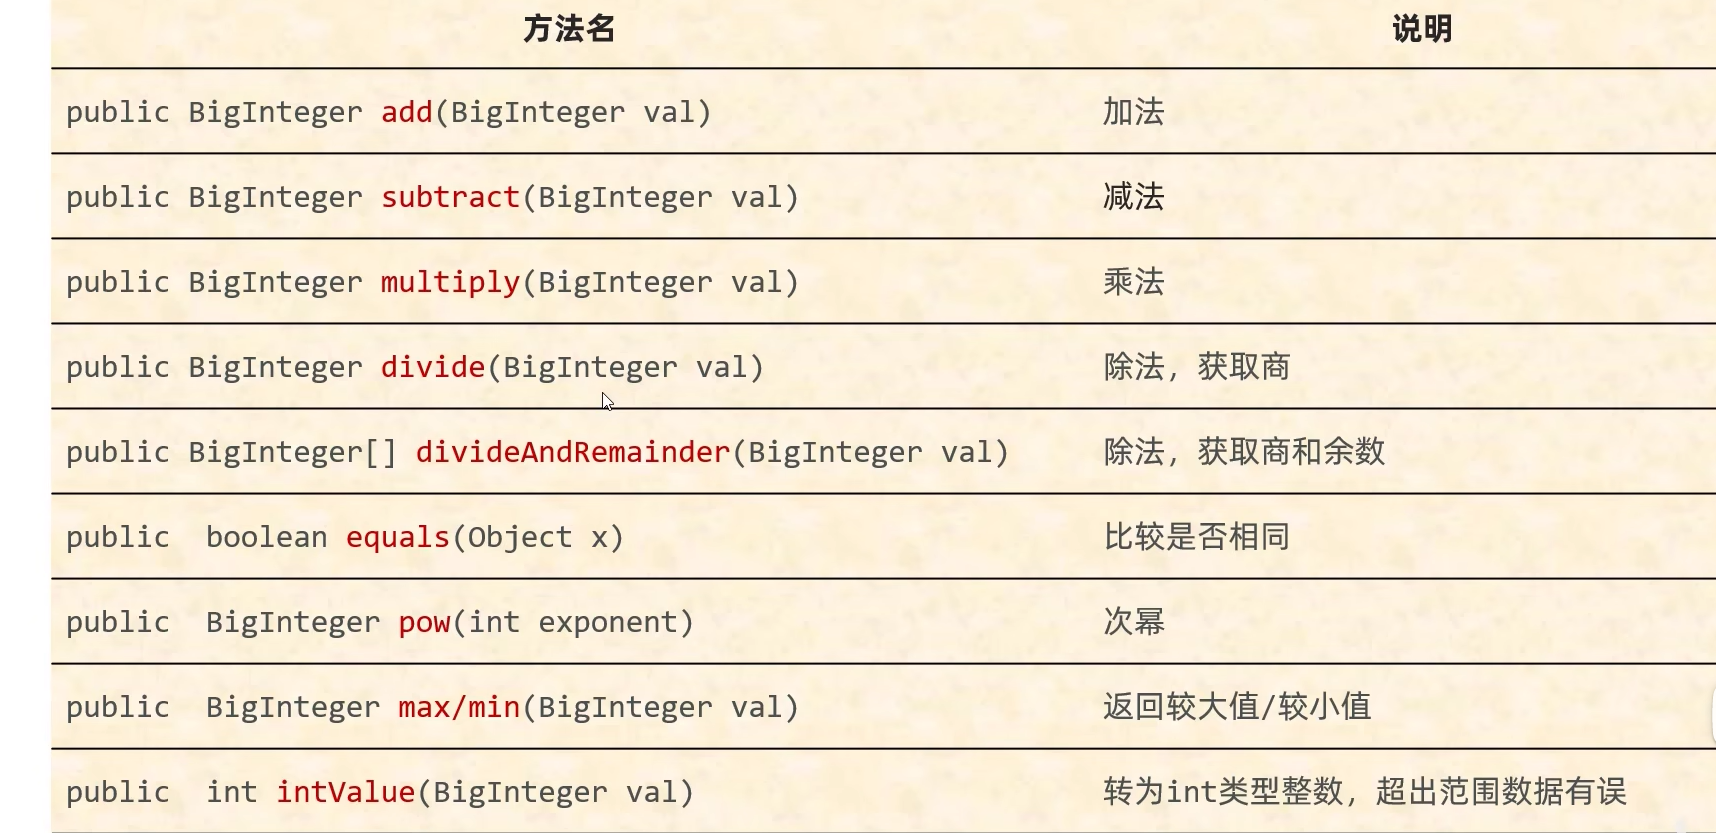 方法名 说明
public BigInteger add(BigInteger val) 加法
public BigInteger subtract(BigInteger val) 减法
public BigInteger multiply(BigInteger val) 乘法
public BigInteger divide(BigInteger val) 除法，获取商
public BigInteger[] divideAndRemainder(BigInteger val) 除法，获取商和余数
public  boolean equals(Object x) 比较是否相同
public  BigInteger pow(int exponent) 次幂
public  BigInteger max/min(BigInteger val) 返回较大值/较小值
public  int intValue(BigInteger val) 转为int类型整数，超出范围数据有误